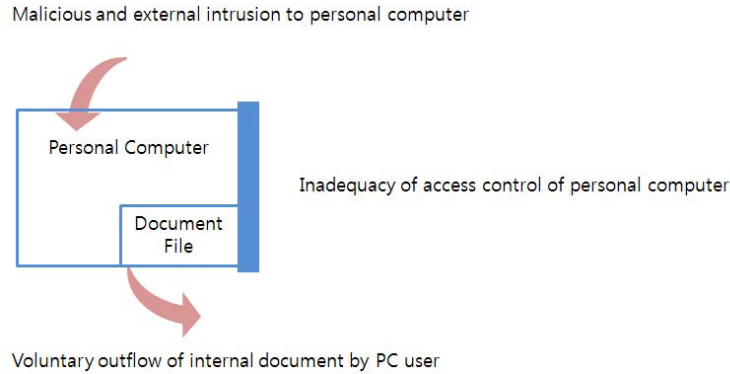 Malicious and external intrusion to personal computer
Personal Computer
Inadequacy of access control of personal computer
Document
File
Voluntary outflow of internal document by PC user